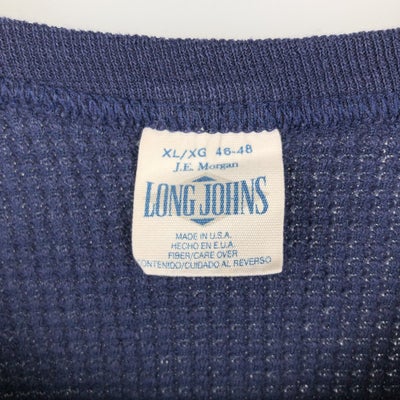 XL/XG 46-48
J.E. Morgan
LONG JOHNS
MADE IN U.S.A.
HECHO EN E.U.A.
FIBER/CARE OVER
CONTENIDO/CUIDADO AL REVERSO